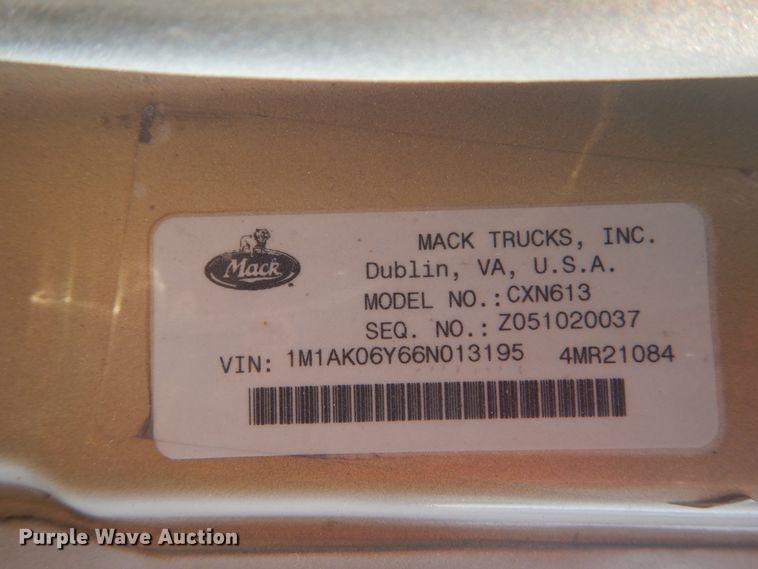 Mack
MACK TRUCKS, INC.
Dublin, VA, U.S.A.
MODEL NO.: CXN613
SEQ. NO.: Z051020037
VIN: 1M1AK06Y66N013195 4MR21084
Purple Wave Auction